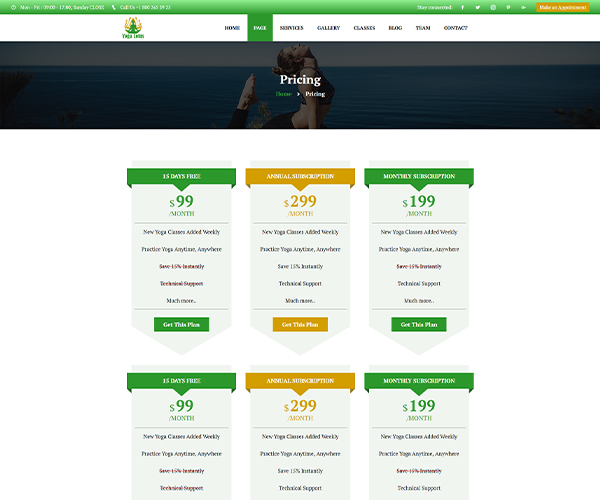 Mon - Fri : 09:00 - 17:00, Sunday CLOSE Call Us +1 800 245 39 25 Stay connected: Make an Appointment
Yoga Lotus
HOME PAGE SERVICES GALLERY CLASSES BLOG TEAM CONTACT
Pricing
Home > Pricing
15 DAYS FREE ANNUAL SUBSCRIPTION MONTHLY SUBSCRIPTION
$99 $299 $199
/MONTH /MONTH /MONTH
New Yoga Classes Added Weekly New Yoga Classes Added Weekly New Yoga Classes Added Weekly
Practice Yoga Anytime, Anywhere Practice Yoga Anytime, Anywhere Practice Yoga Anytime, Anywhere
Save 15% Instantly Save 15% Instantly Save 15% Instantly
Technical Support Technical Support Technical Support
Much more.. Much more.. Much more..
Get This Plan Get This Plan Get This Plan
15 DAYS FREE ANNUAL SUBSCRIPTION MONTHLY SUBSCRIPTION
$99 $299 $199
/MONTH /MONTH /MONTH
New Yoga Classes Added Weekly New Yoga Classes Added Weekly New Yoga Classes Added Weekly
Practice Yoga Anytime, Anywhere Practice Yoga Anytime, Anywhere Practice Yoga Anytime, Anywhere
Save 15% Instantly Save 15% Instantly Save 15% Instantly
Technical Support Technical Support Technical Support